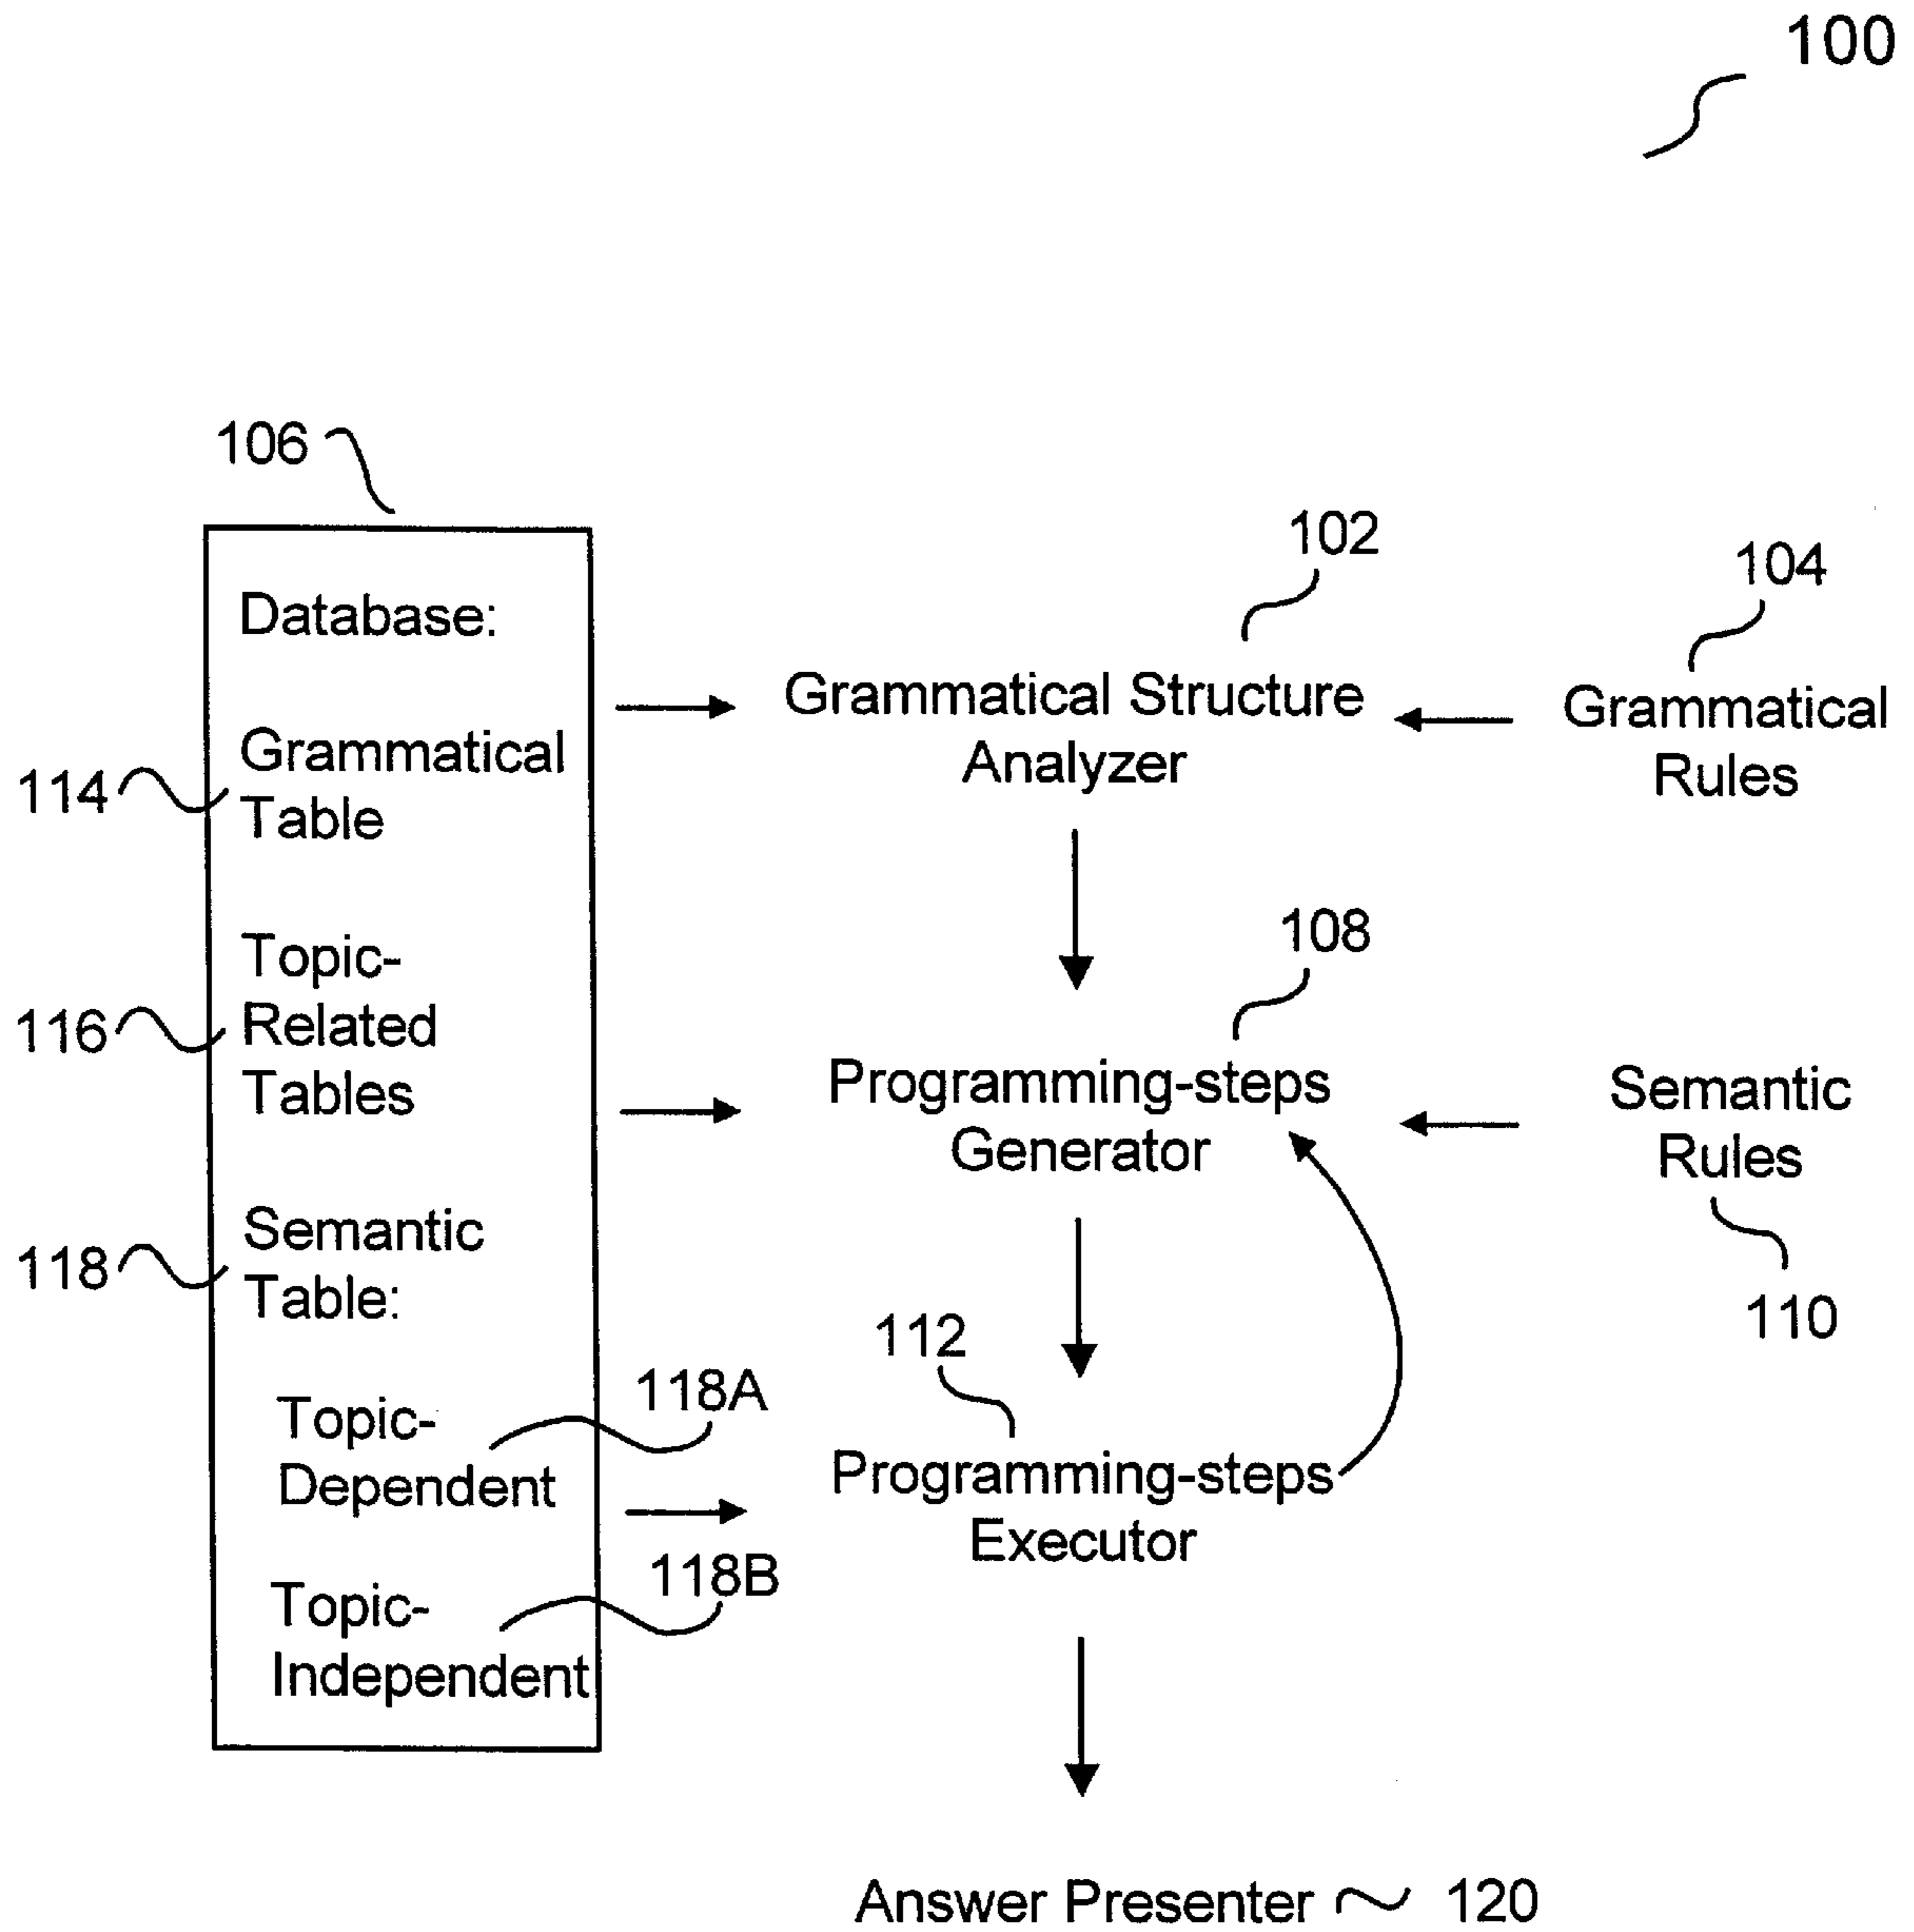 100
106
Database:
Grammatical
Table
114
Topic-
Related
Tables
116
Semantic
Table:
118
Topic-
Dependent
118A
Topic-
Independent
118B
102
Grammatical Structure
Analyzer
104
Grammatical
Rules
108
Programming-steps
Generator
Semantic
Rules
110
112
Programming-steps
Executor
Answer Presenter
120